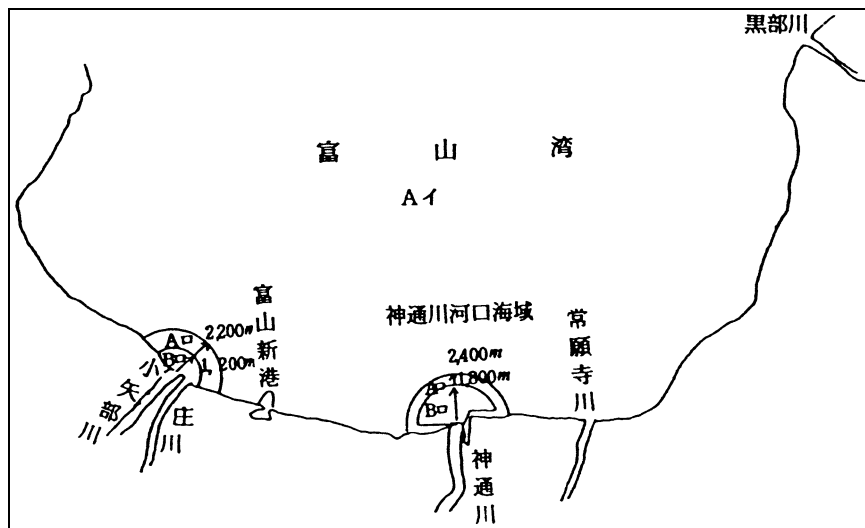 黒部川
富山湾
Aイ
富山新港
神通川河口海域
常願寺川
2,200m
Aロ
Bロ
1,200m
2,400m
1,800m
Aロ
Bロ
小矢部川
庄川
神通川